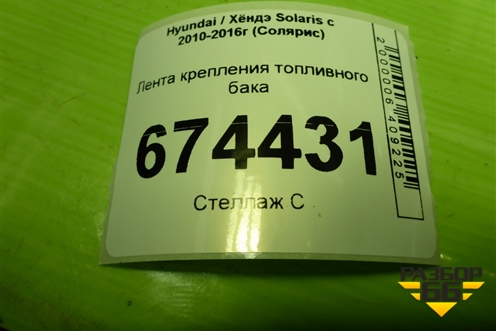 Hyundai / Хёндэ Solaris с
2010-2016г (Солярис)
Лента крепления топливного
бака
674431
Стеллаж С
2000006409225
РАЗБОР
66